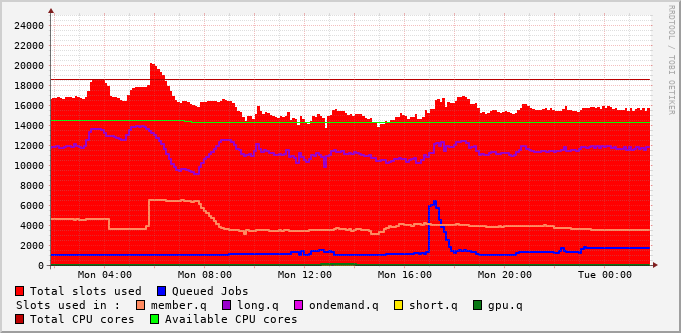 24000
22000
20000
18000
16000
14000
12000
10000
8000
6000
4000
2000
0
Mon 04:00 Mon 08:00 Mon 12:00 Mon 16:00 Mon 20:00 Tue 00:00
RRDTOOL / TOBI OETIKER
Total slots used Queued Jobs
Slots used in : member.q long.q ondemand.q short.q gpu.q
Total CPU cores Available CPU cores